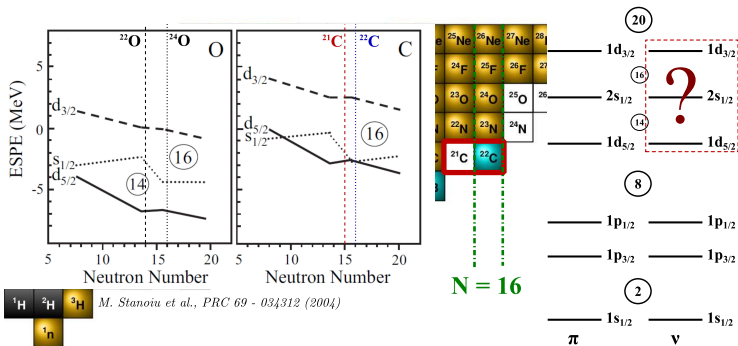 ²²O ²⁴O O
ESPE (MeV)
5
0
-5
d₃/₂
s₁/₂
d₅/₂
14
16
5 10 15 20
Neutron Number
²¹C ²²C C
d₃/₂
d₅/₂
s₁/₂
16
5 10 15 20
Neutron Number
e ²⁵Ne ²⁶Ne ²⁷Ne ²⁸
F ²⁴F ²⁵F ²⁶F
O ²³O ²⁴O ²⁵O 26
N ²²N ²³N ²⁴N
²¹C ²²C
B
N = 16
¹H ²H ³H
¹n
M. Stanoiu et al., PRC 69 - 034312 (2004)
20
1d₃/₂ 1d₃/₂
16
2s₁/₂ ? 2s₁/₂
14
1d₅/₂ 1d₅/₂
8
1p₁/₂ 1p₁/₂
1p₃/₂ 1p₃/₂
2
1s₁/₂ 1s₁/₂
π ν